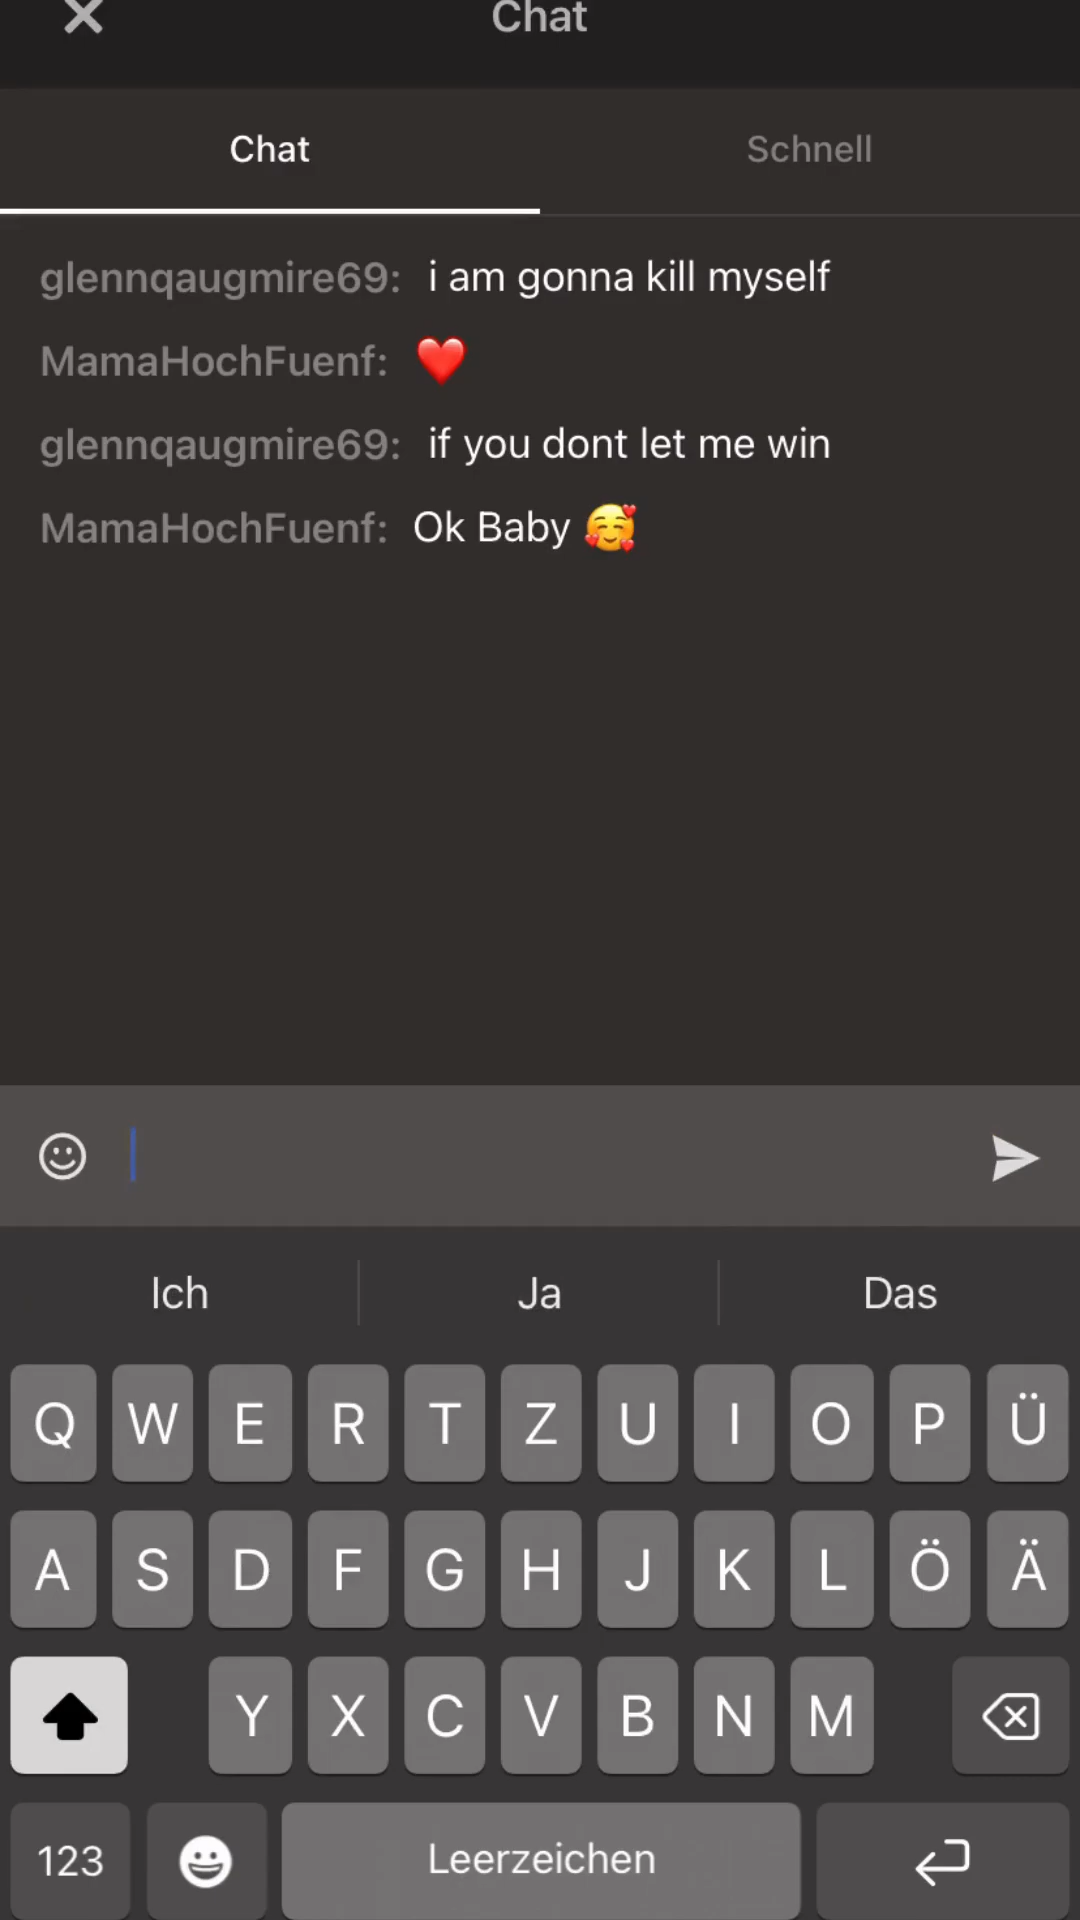 Chat
Chat Schnell
glennqaugmire69: i am gonna kill myself
MamaHochFuenf: ❤️
glennqaugmire69: if you dont let me win
MamaHochFuenf: Ok Baby 🥰
Ich Ja Das
Q W E R T Z U I O P Ü
A S D F G H J K L Ö Ä
Y X C V B N M
123 Leerzeichen